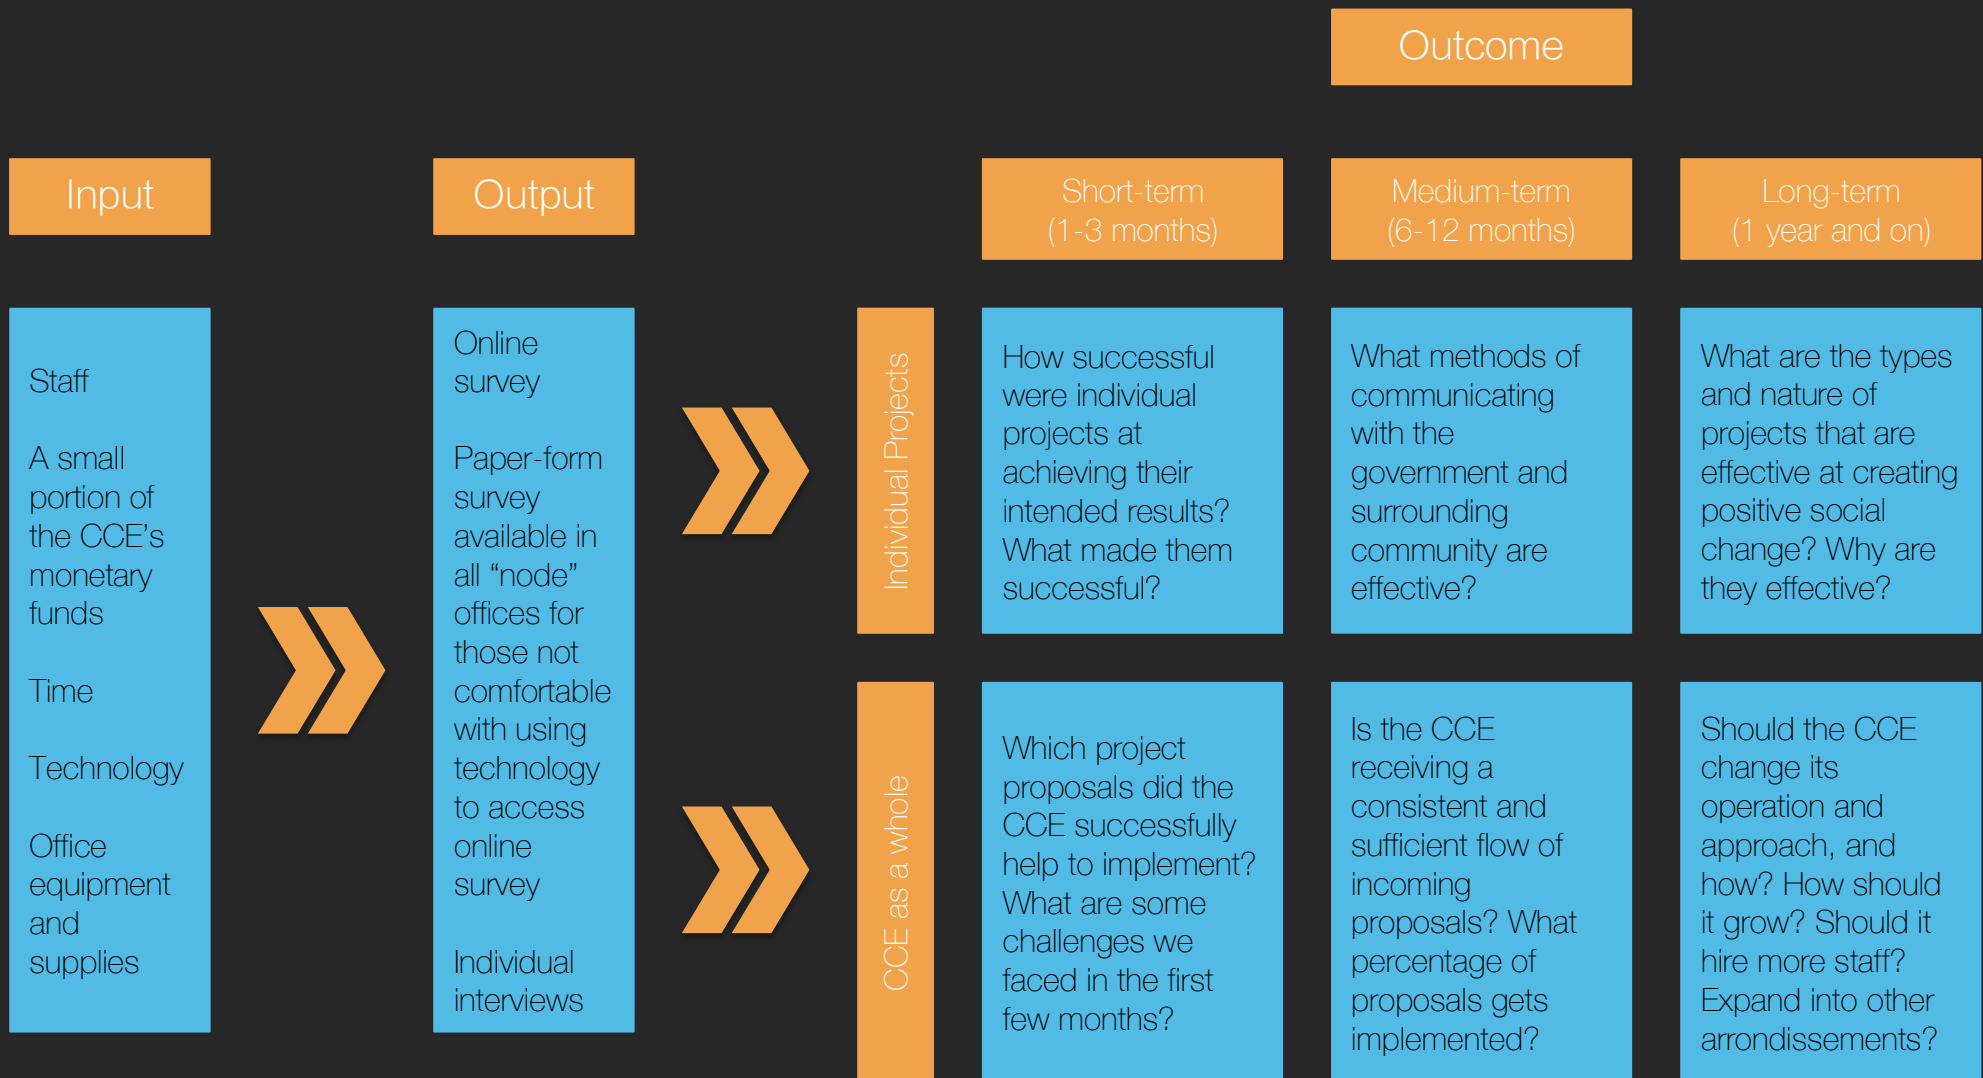 Outcome
Input
Output
Short-term
(1-3 months)
Medium-term
(6-12 months)
Long-term
(1 year and on)
Staff
A small
portion of
the CCE’s
monetary
funds
Time
Technology
Office
equipment
and
supplies
Online
survey
Paper-form
survey
available in
all “node”
offices for
those not
comfortable
with using
technology
to access
online
survey
Individual
interviews
Individual Projects
How successful
were individual
projects at
achieving their
intended results?
What made them
successful?
What methods of
communicating
with the
government and
surrounding
community are
effective?
What are the types
and nature of
projects that are
effective at creating
positive social
change? Why are
they effective?
CCE as a whole
Which project
proposals did the
CCE successfully
help to implement?
What are some
challenges we
faced in the first
few months?
Is the CCE
receiving a
consistent and
sufficient flow of
incoming
proposals? What
percentage of
proposals gets
implemented?
Should the CCE
change its
operation and
approach, and
how? How should
it grow? Should it
hire more staff?
Expand into other
arrondissements?